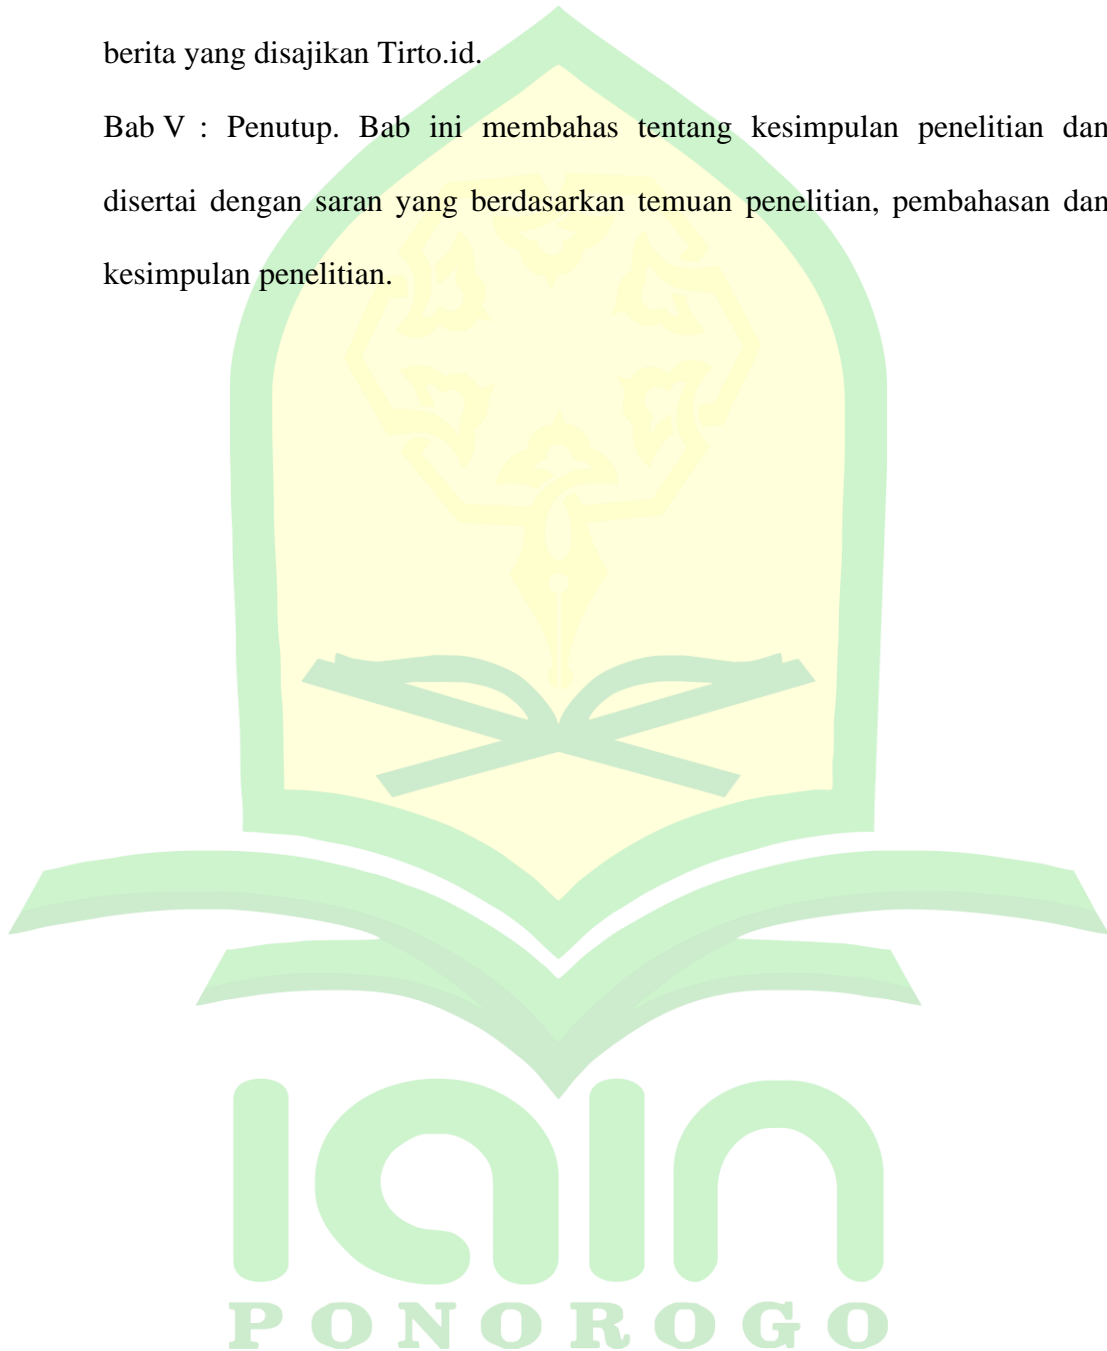 berita yang disajikan Tirto.id.
Bab V : Penutup. Bab ini membahas tentang kesimpulan penelitian dan
disertai dengan saran yang berdasarkan temuan penelitian, pembahasan dan
kesimpulan penelitian.
iain
PONOROGO